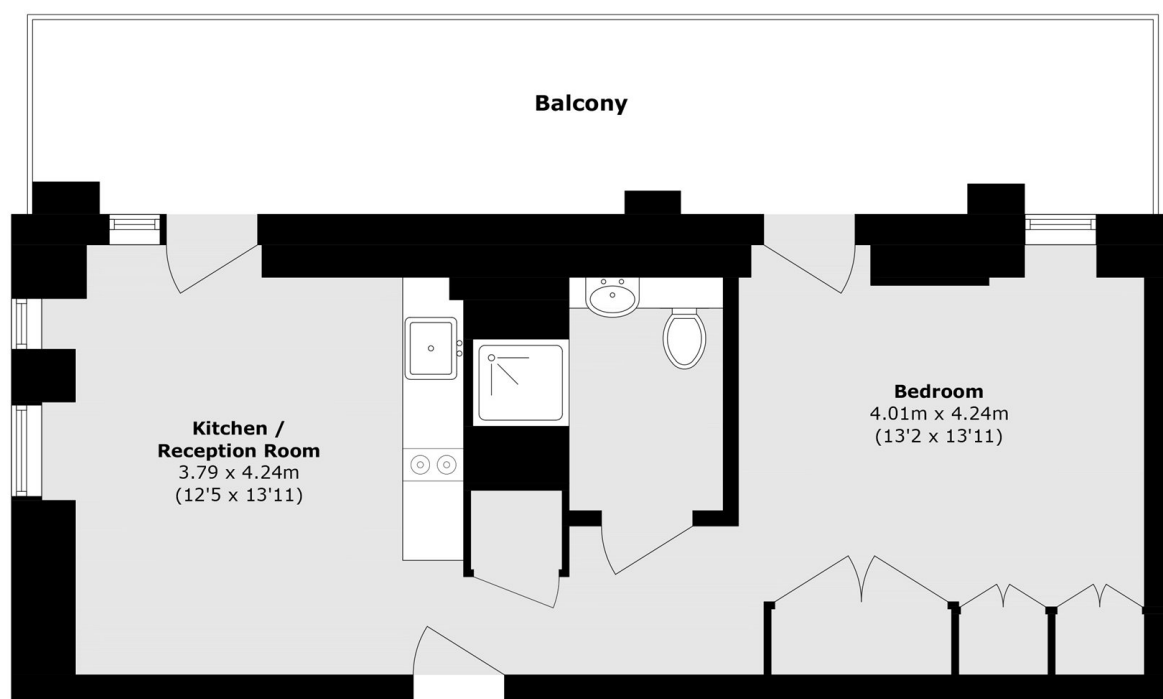 Balcony
Kitchen /
Reception Room
3.79 x 4.24m
(12'5 x 13'11)
Bedroom
4.01m x 4.24m
(13'2 x 13'11)